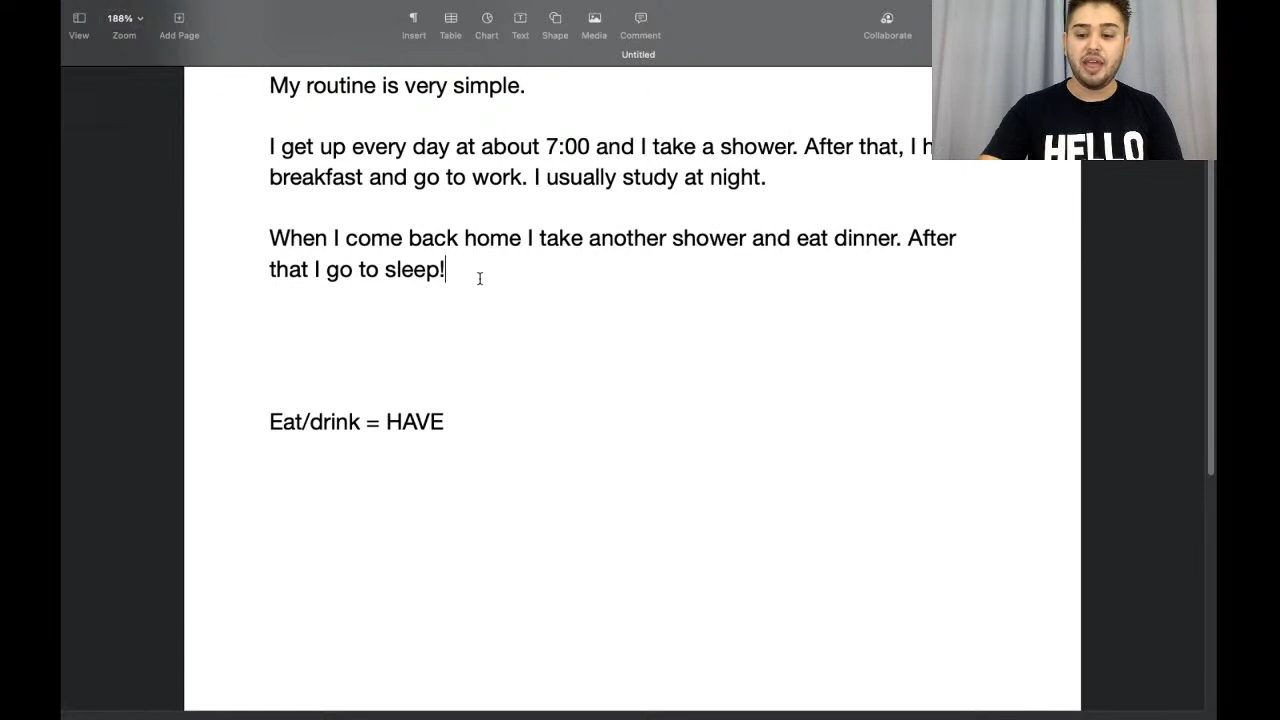 188%
View
Zoom
Add Page
Insert
Table
Chart
Text
Shape
Media
Comment
Collaborate
Untitled
HELLO
My routine is very simple.
I get up every day at about 7:00 and I take a shower. After that, I
breakfast and go to work. I usually study at night.
When I come back home I take another shower and eat dinner. After
that I go to sleep!
Eat/drink = HAVE